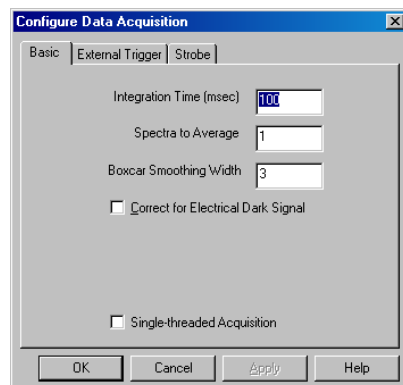 Configure Data Acquisition
Basic External Trigger Strobe
Integration Time (msec) 100
Spectra to Average 1
Boxcar Smoothing Width 3
Correct for Electrical Dark Signal
Single-threaded Acquisition
OK Cancel Apply Help